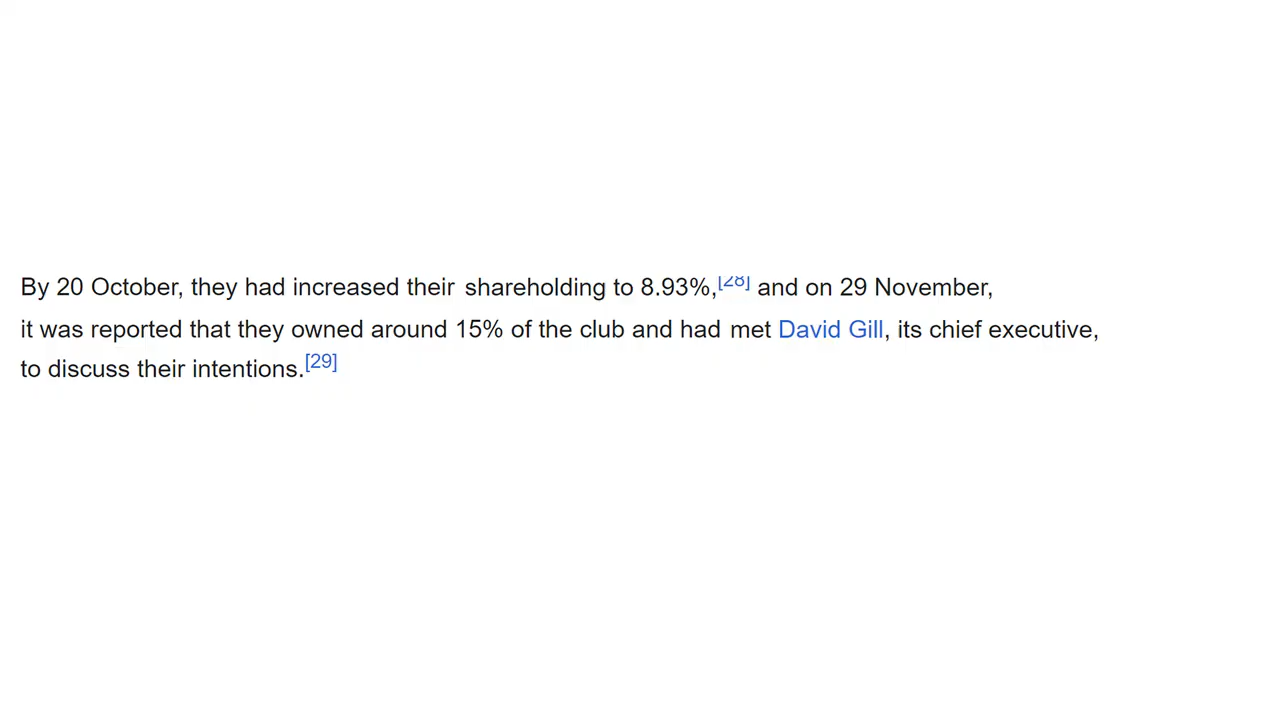 By 20 October, they had increased their shareholding to 8.93%,[28] and on 29 November,
it was reported that they owned around 15% of the club and had met David Gill, its chief executive,
to discuss their intentions.[29]